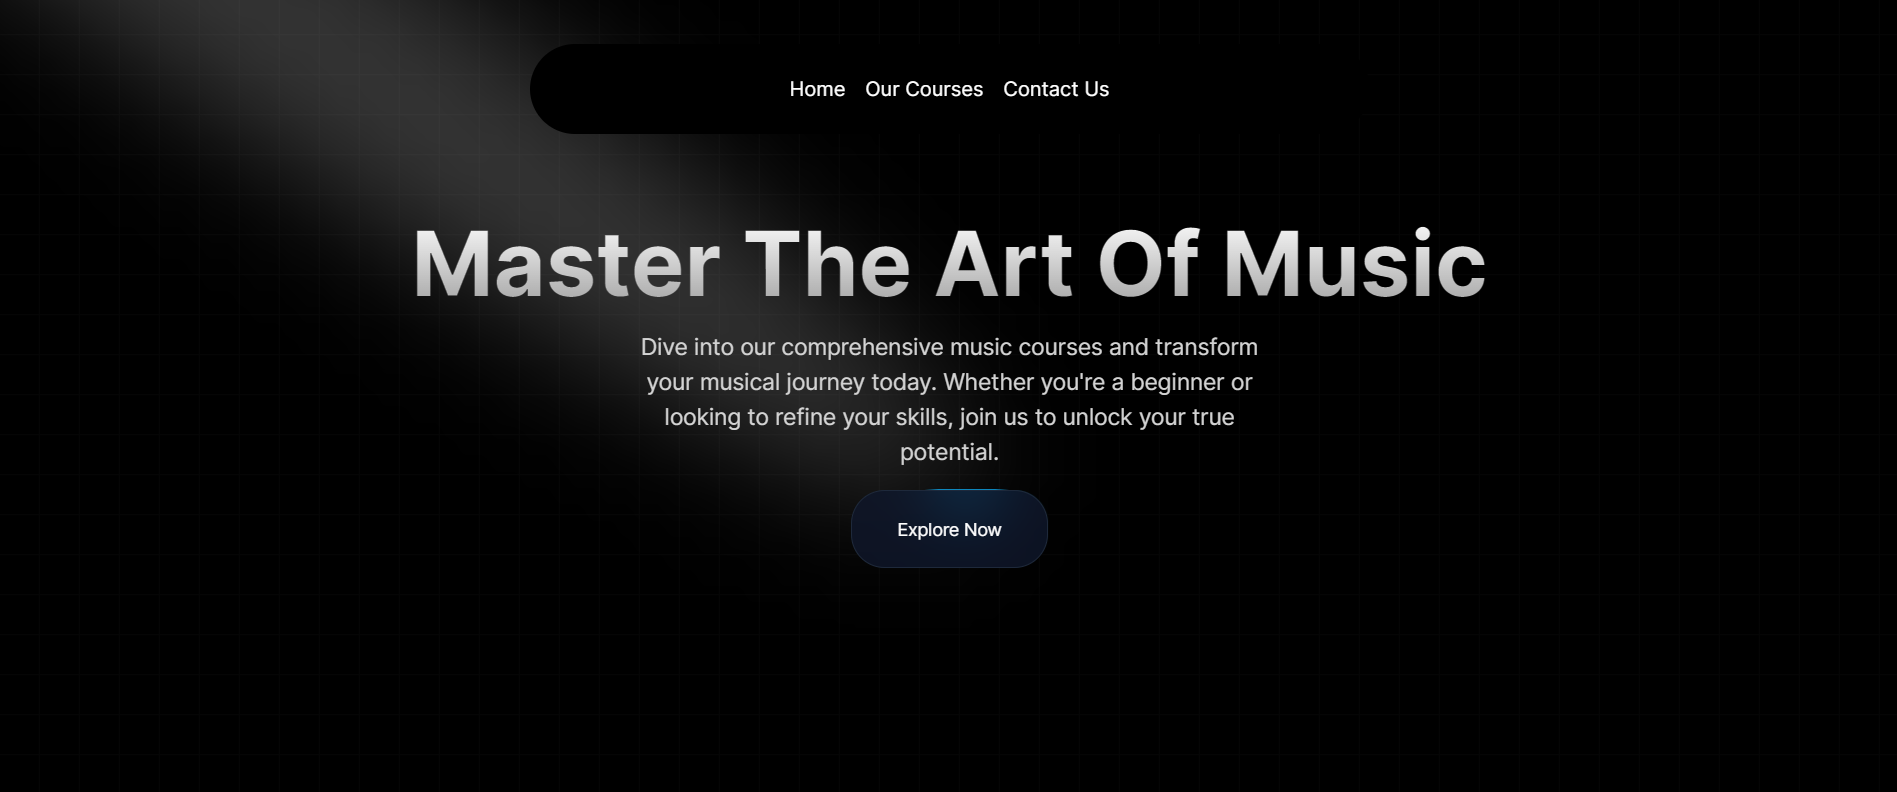 Home Our Courses Contact Us
Master The Art Of Music
Dive into our comprehensive music courses and transform
your musical journey today. Whether you're a beginner or
looking to refine your skills, join us to unlock your true
potential.
Explore Now